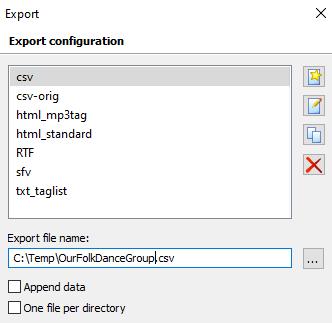 Export
Export configuration
csv
csv-orig
html_mp3tag
html_standard
RTF
sfv
txt_taglist
Export file name:
C:\Temp\OurFolkDanceGroup.csv
...
Append data
One file per directory